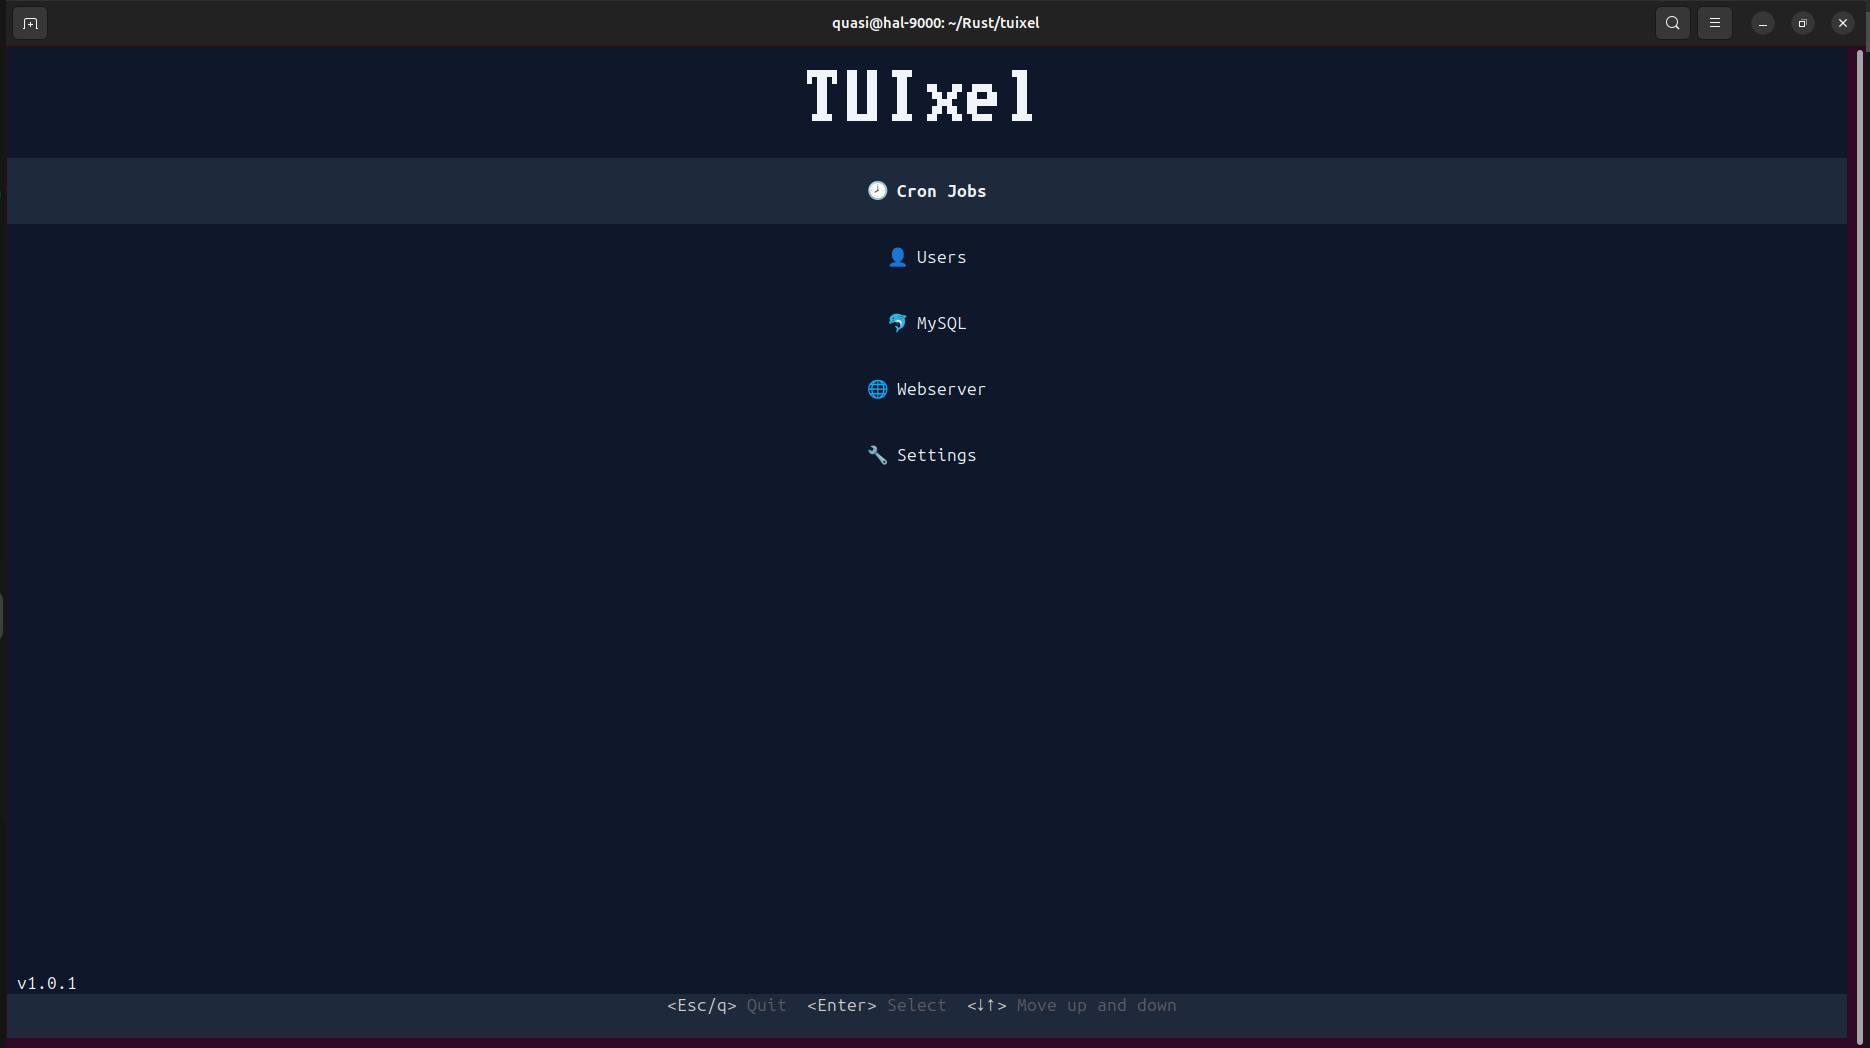 quasi@hal-9000: ~/Rust/tuixel
TUIxel
Cron Jobs
Users
MySQL
Webserver
Settings
v1.0.1
<Esc/q> Quit <Enter> Select <↓↑> Move up and down